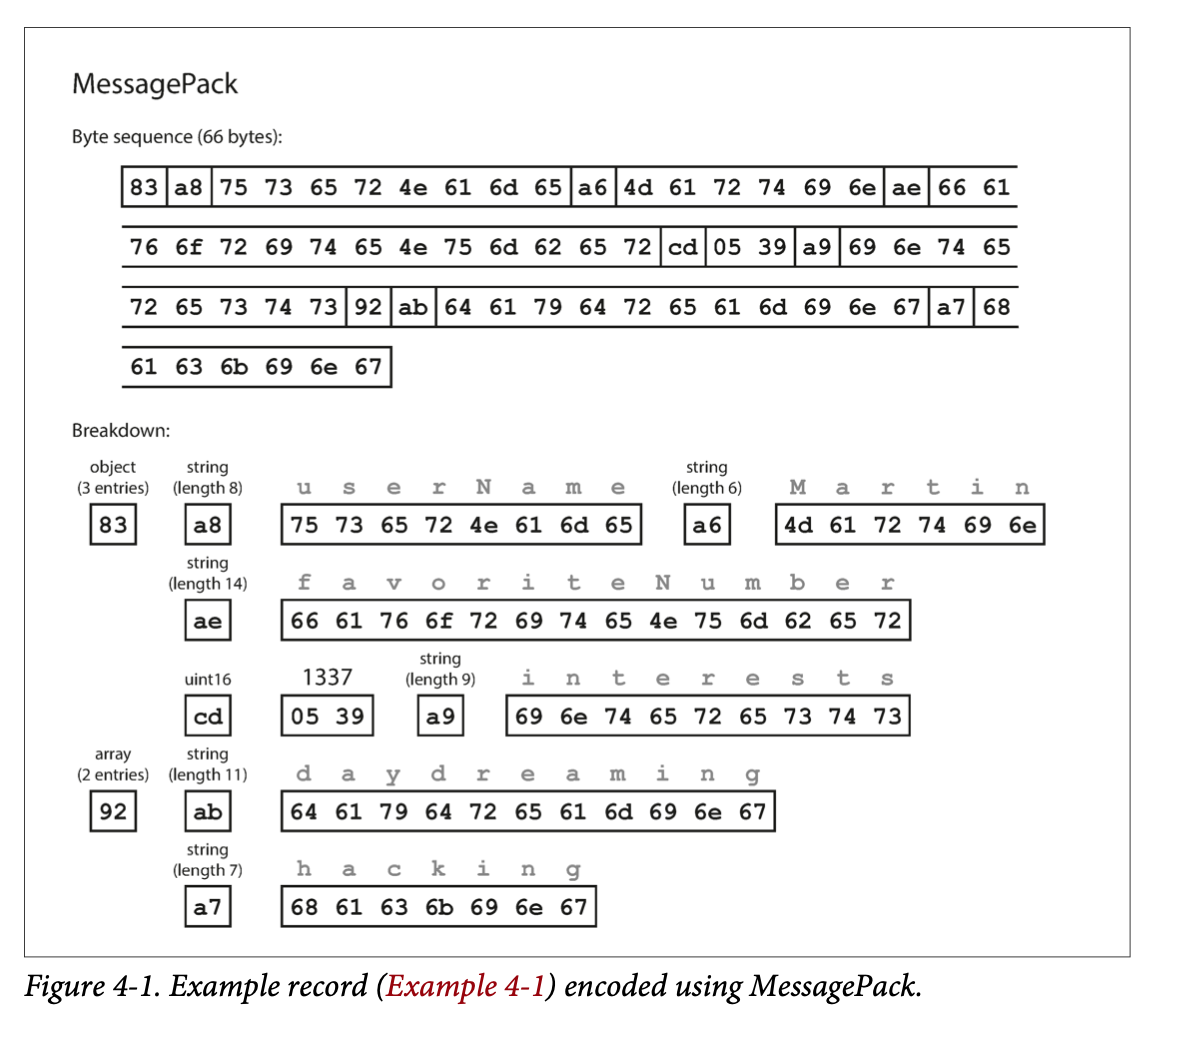 MessagePack
Byte sequence (66 bytes):
83 a8 75 73 65 72 4e 61 6d 65 a6 4d 61 72 74 69 6e ae 66 61
76 6f 72 69 74 65 4e 75 6d 62 65 72 cd 05 39 a9 69 6e 74 65
72 65 73 74 73 92 ab 64 61 79 64 72 65 61 6d 69 6e 67 a7 68
61 63 6b 69 6e 67
Breakdown:
object string string
(3 entries) (length 8) u s e r N a m e (length 6) M a r t i n
83 a8 75 73 65 72 4e 61 6d 65 a6 4d 61 72 74 69 6e
string
(length 14) f a v o r i t e N u m b e r
ae 66 61 76 6f 72 69 74 65 4e 75 6d 62 65 72
string
uint16 1337 (length 9) i n t e r e s t s
cd 05 39 a9 69 6e 74 65 72 65 73 74 73
array string
(2 entries) (length 11) d a y d r e a m i n g
92 ab 64 61 79 64 72 65 61 6d 69 6e 67
string
(length 7) h a c k i n g
a7 68 61 63 6b 69 6e 67
Figure 4-1. Example record (Example 4-1) encoded using MessagePack.